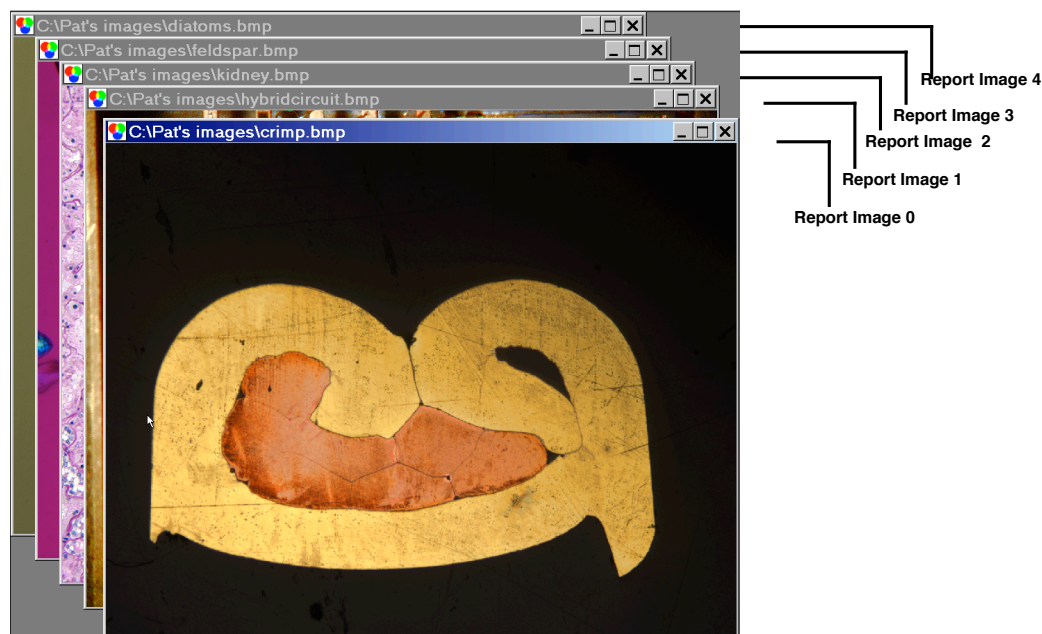 C:\Pat's images\diatoms.bmp
C:\Pat's images\feldspar.bmp
C:\Pat's images\kidney.bmp
C:\Pat's images\hybridcircuit.bmp
C:\Pat's images\crimp.bmp
Report Image 4
Report Image 3
Report Image 2
Report Image 1
Report Image 0